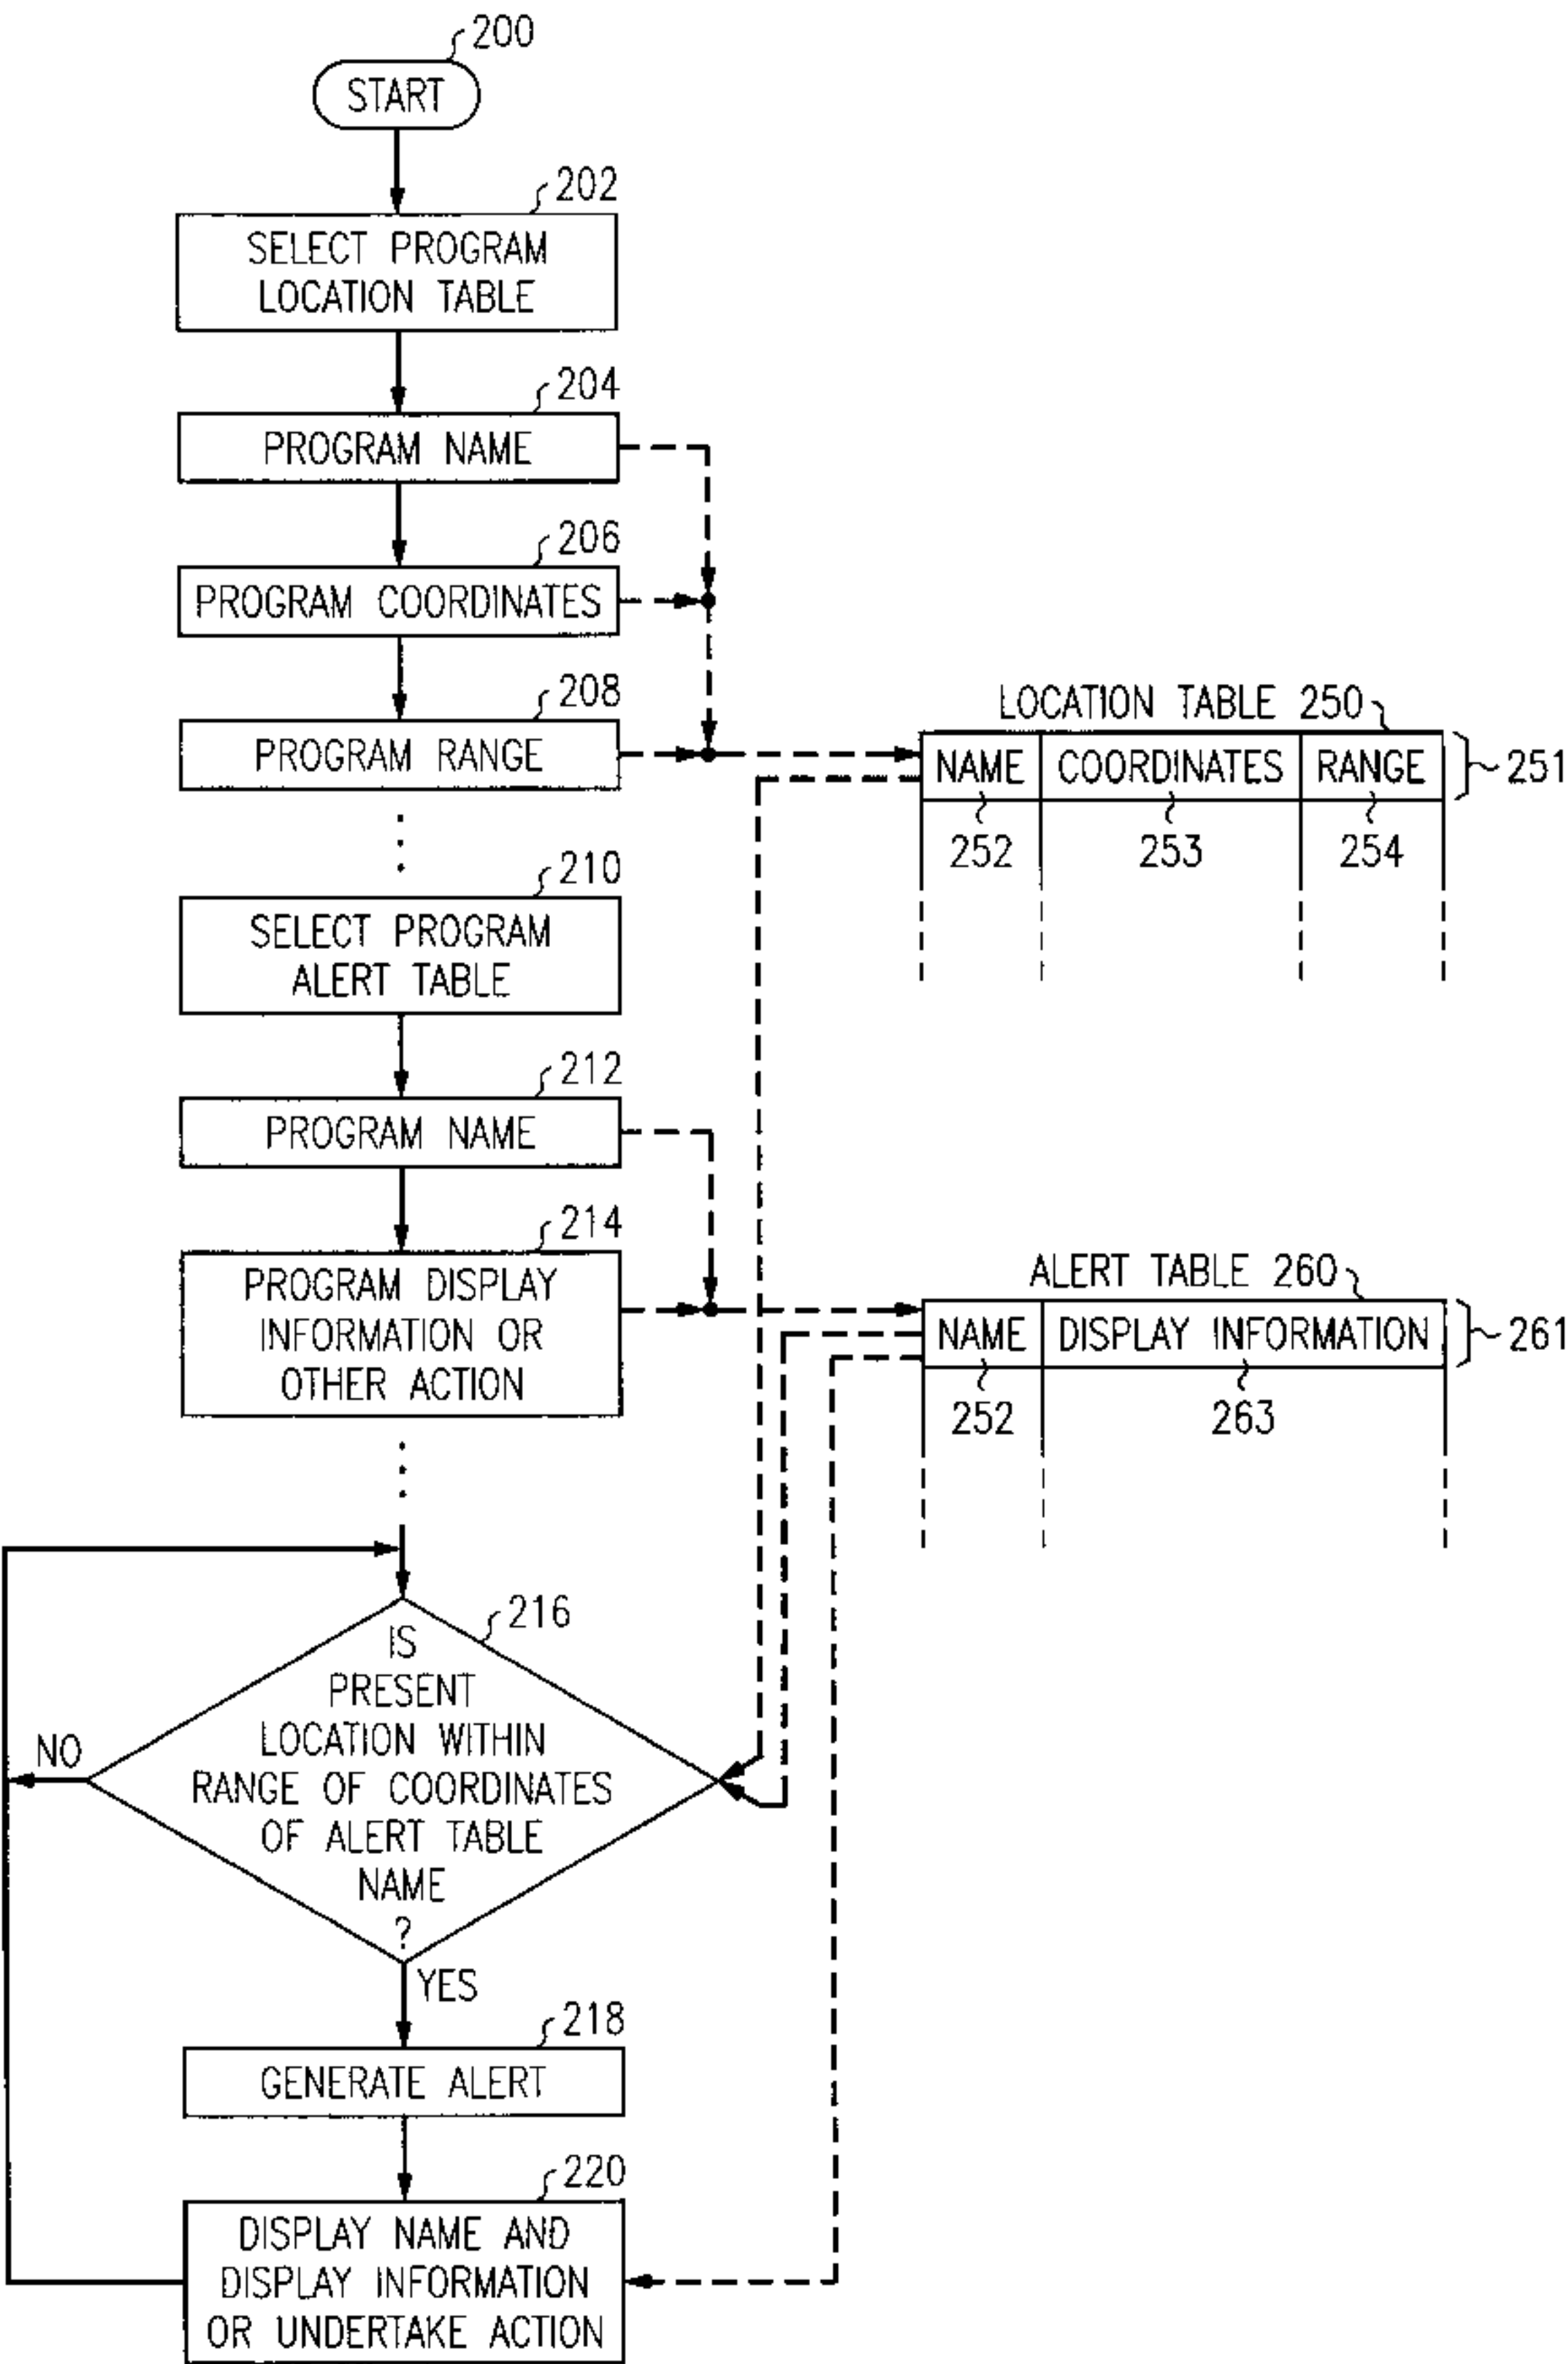 200
START
202
SELECT PROGRAM
LOCATION TABLE
204
PROGRAM NAME
206
PROGRAM COORDINATES
208
PROGRAM RANGE
LOCATION TABLE 250
NAME COORDINATES RANGE 251
252 253 254
210
SELECT PROGRAM
ALERT TABLE
212
PROGRAM NAME
214
PROGRAM DISPLAY
INFORMATION OR
OTHER ACTION
ALERT TABLE 260
NAME DISPLAY INFORMATION 261
252 263
216
IS
PRESENT
LOCATION WITHIN
RANGE OF COORDINATES
OF ALERT TABLE
NAME
?
NO
YES
218
GENERATE ALERT
220
DISPLAY NAME AND
DISPLAY INFORMATION
OR UNDERTAKE ACTION